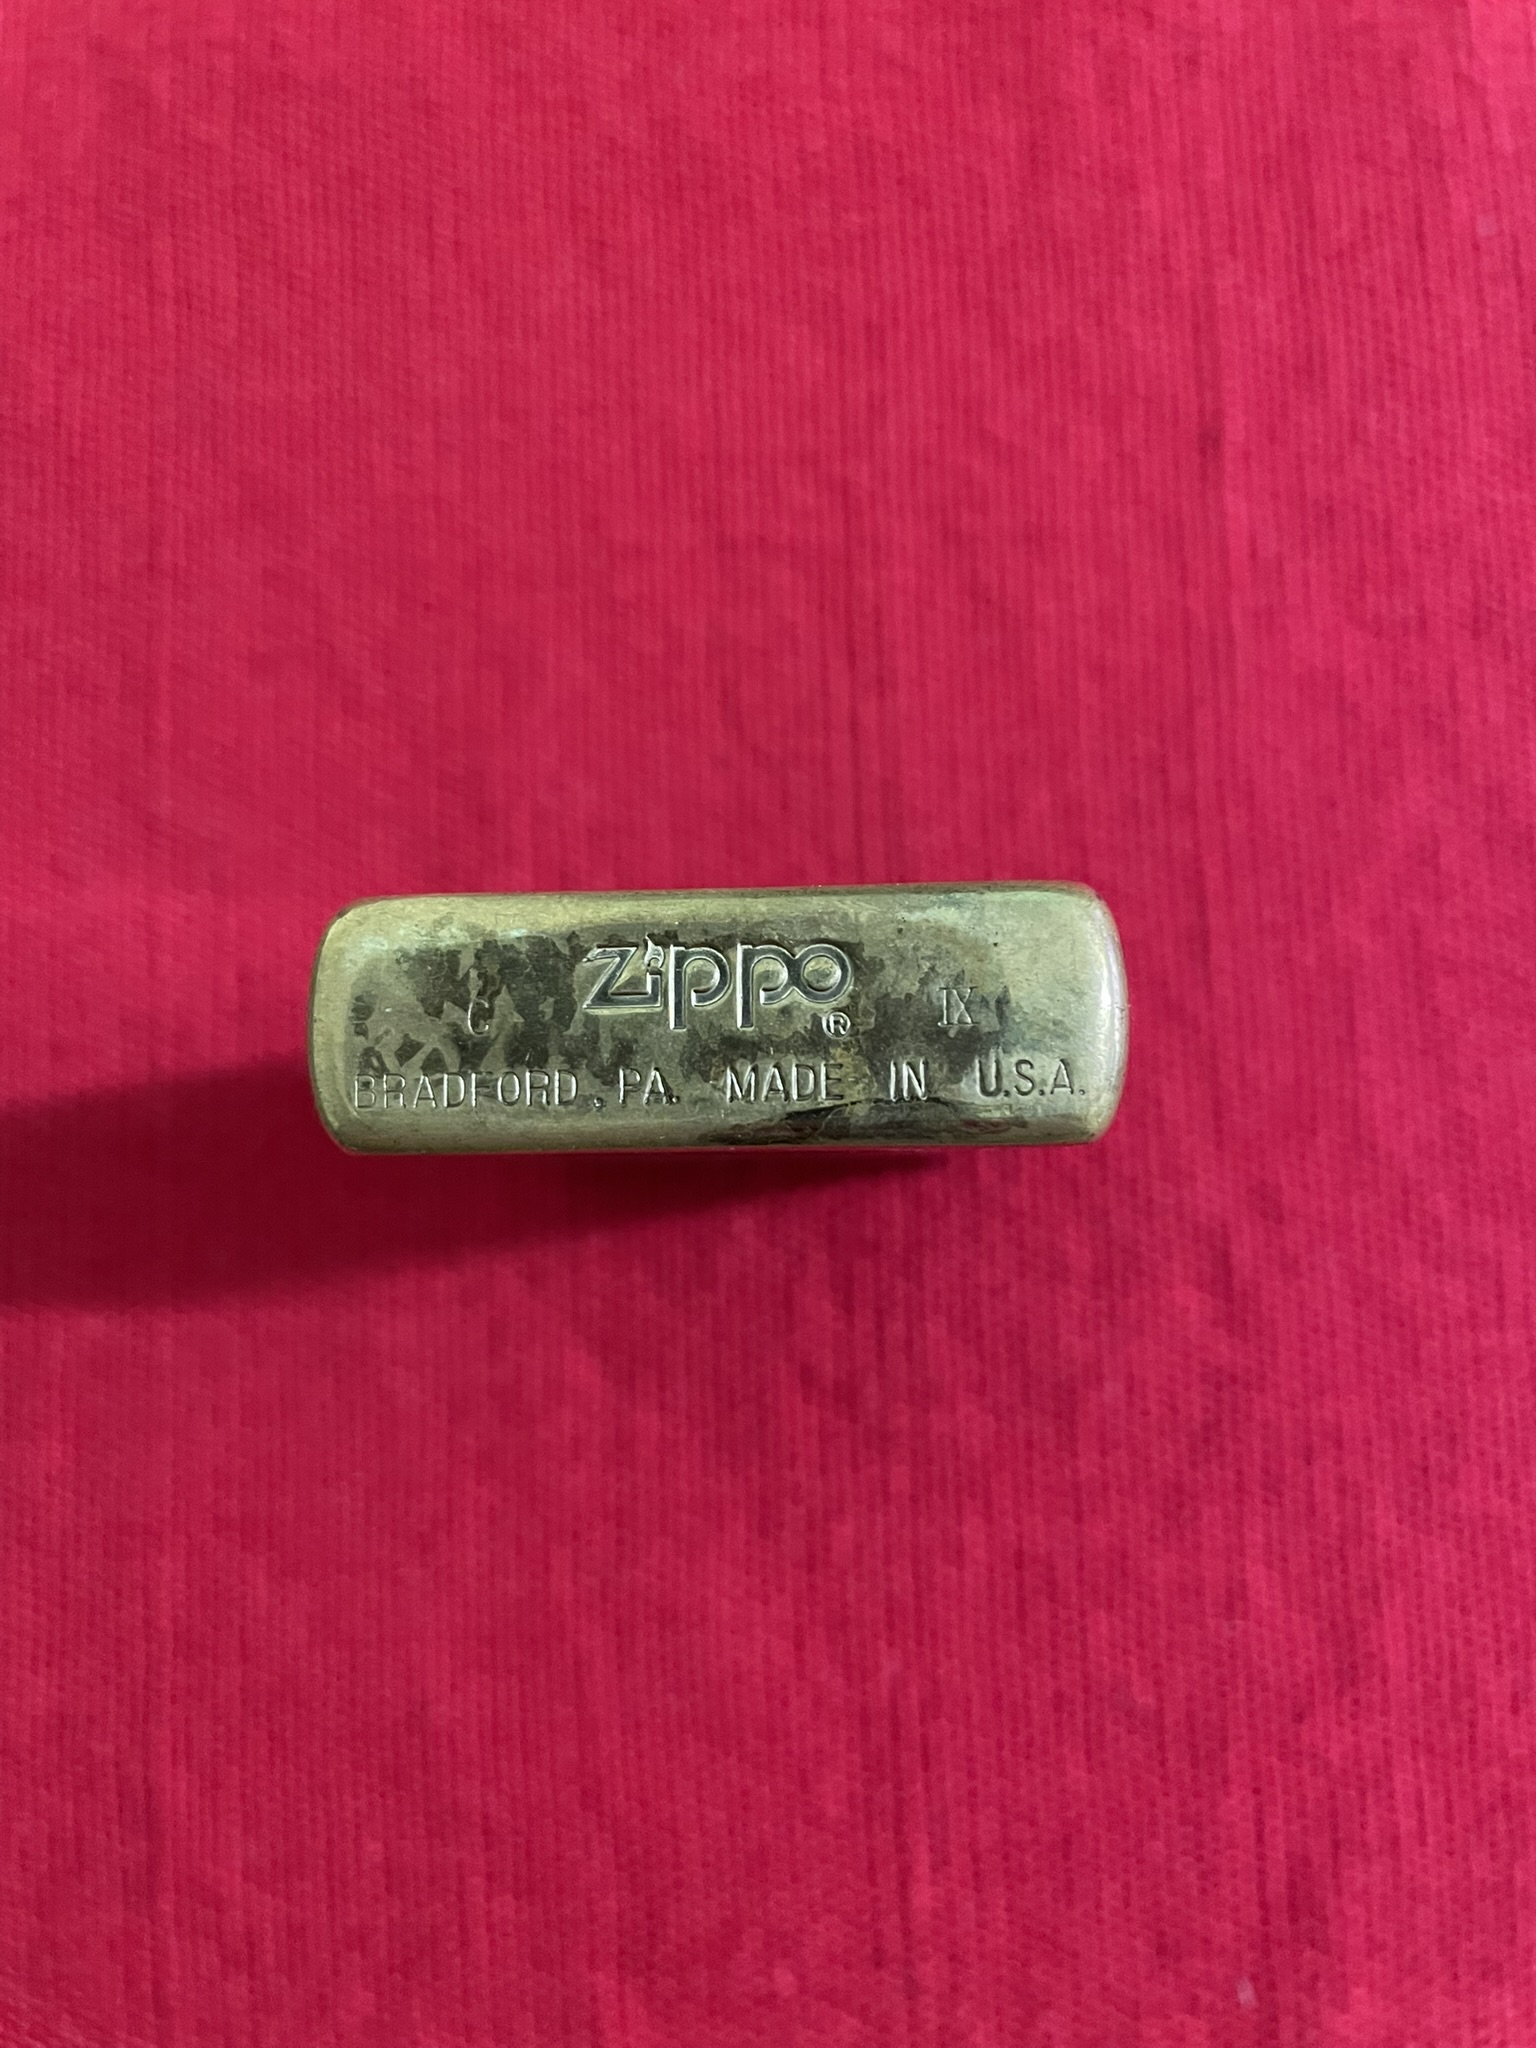 C Zippo ® IX
BRADFORD, PA. MADE IN U.S.A.